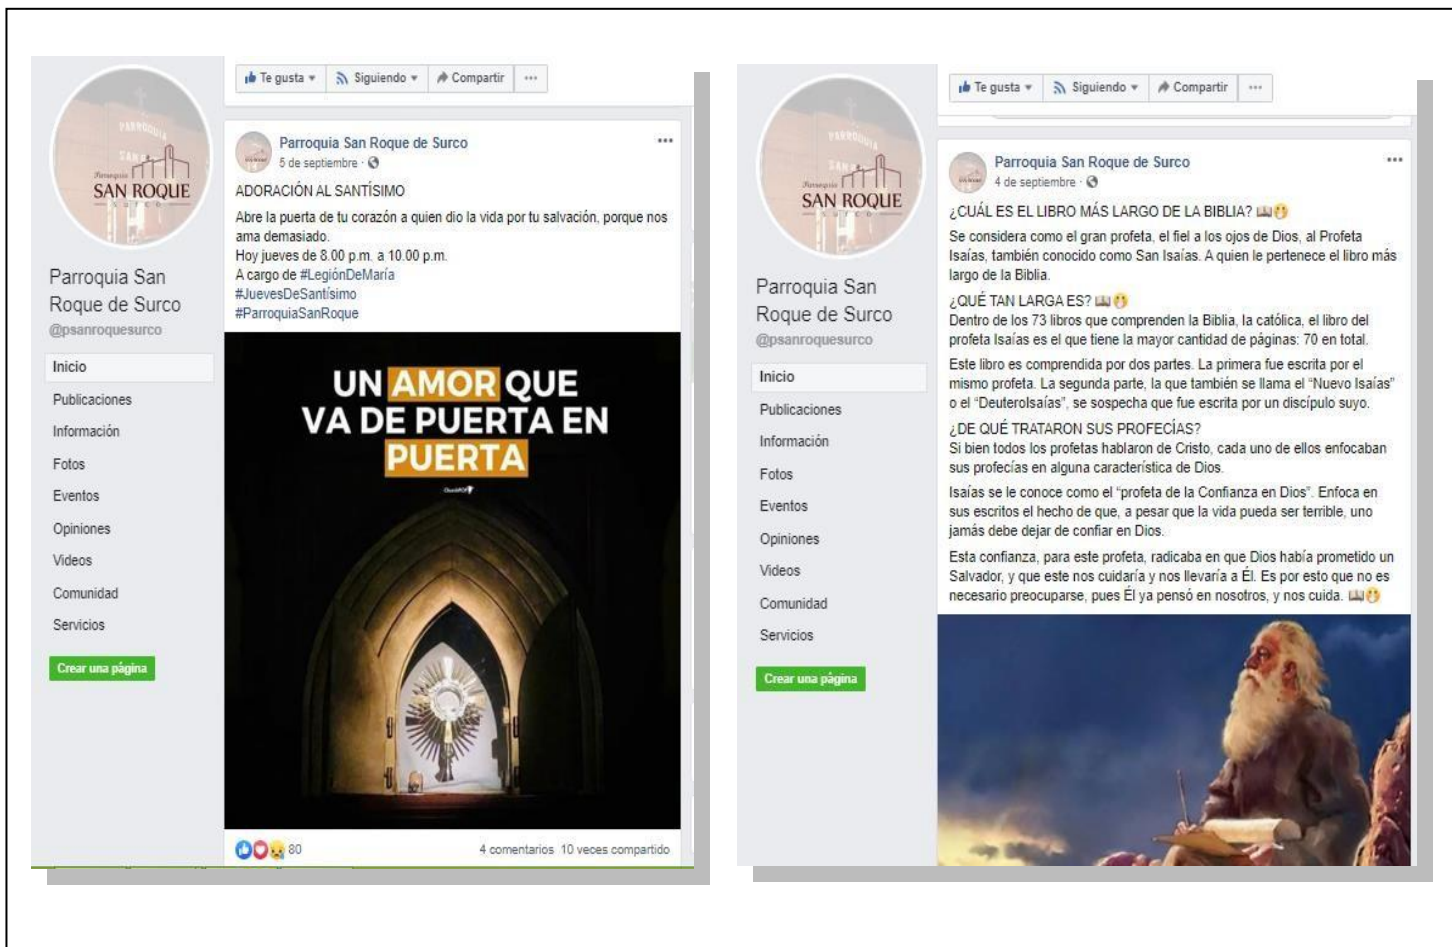 Te gusta Siguiendo Compartir
PARROQUIA
Parroquia
SAN ROQUE
SURCO
Parroquia San
Roque de Surco
@psanroquesurco
Inicio
Publicaciones
Información
Fotos
Eventos
Opiniones
Videos
Comunidad
Servicios
Crear una página
Parroquia San Roque de Surco
5 de septiembre ·
ADORACIÓN AL SANTÍSIMO
Abre la puerta de tu corazón a quien dio la vida por tu salvación, porque nos
ama demasiado.
Hoy jueves de 8.00 p.m. a 10.00 p.m.
A cargo de #LegiónDeMaría
#JuevesDeSantísimo
#ParroquiaSanRoque
UN AMOR QUE
VA DE PUERTA EN
PUERTA
80 4 comentarios 10 veces compartido
Te gusta Siguiendo Compartir
PARROQUIA
Parroquia
SAN ROQUE
SURCO
Parroquia San
Roque de Surco
@psanroquesurco
Inicio
Publicaciones
Información
Fotos
Eventos
Opiniones
Videos
Comunidad
Servicios
Crear una página
Parroquia San Roque de Surco
4 de septiembre ·
¿CUÁL ES EL LIBRO MÁS LARGO DE LA BIBLIA?
Se considera como el gran profeta, el fiel a los ojos de Dios, al Profeta
Isaías, también conocido como San Isaías. A quien le pertenece el libro más
largo de la Biblia.
¿QUÉ TAN LARGA ES?
Dentro de los 73 libros que comprenden la Biblia, la católica, el libro del
profeta Isaías es el que tiene la mayor cantidad de páginas: 70 en total.
Este libro es comprendida por dos partes. La primera fue escrita por el
mismo profeta. La segunda parte, la que también se llama el “Nuevo Isaías”
o el “DeuteroIsaías”, se sospecha que fue escrita por un discípulo suyo.
¿DE QUÉ TRATARON SUS PROFECÍAS?
Si bien todos los profetas hablaron de Cristo, cada uno de ellos enfocaban
sus profecías en alguna característica de Dios.
Isaías se le conoce como el “profeta de la Confianza en Dios”. Enfoca en
sus escritos el hecho de que, a pesar que la vida pueda ser terrible, uno
jamás debe dejar de confiar en Dios.
Esta confianza, para este profeta, radicaba en que Dios había prometido un
Salvador, y que este nos cuidaría y nos llevaría a Él. Es por esto que no es
necesario preocuparse, pues Él ya pensó en nosotros, y nos cuida.